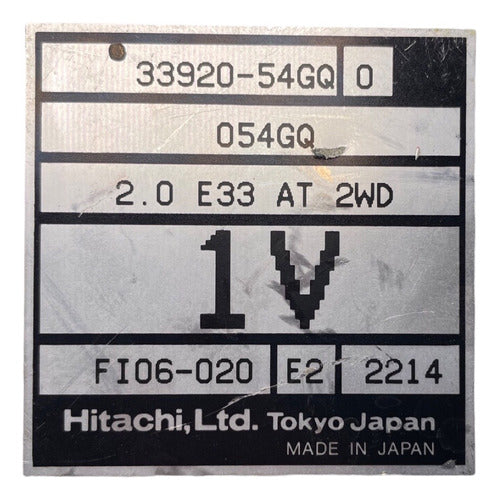 33920-54GQ 0
054GQ
2.0 E33 AT 2WD
1V
FI06-020 E2 2214
Hitachi, Ltd. Tokyo Japan
MADE IN JAPAN